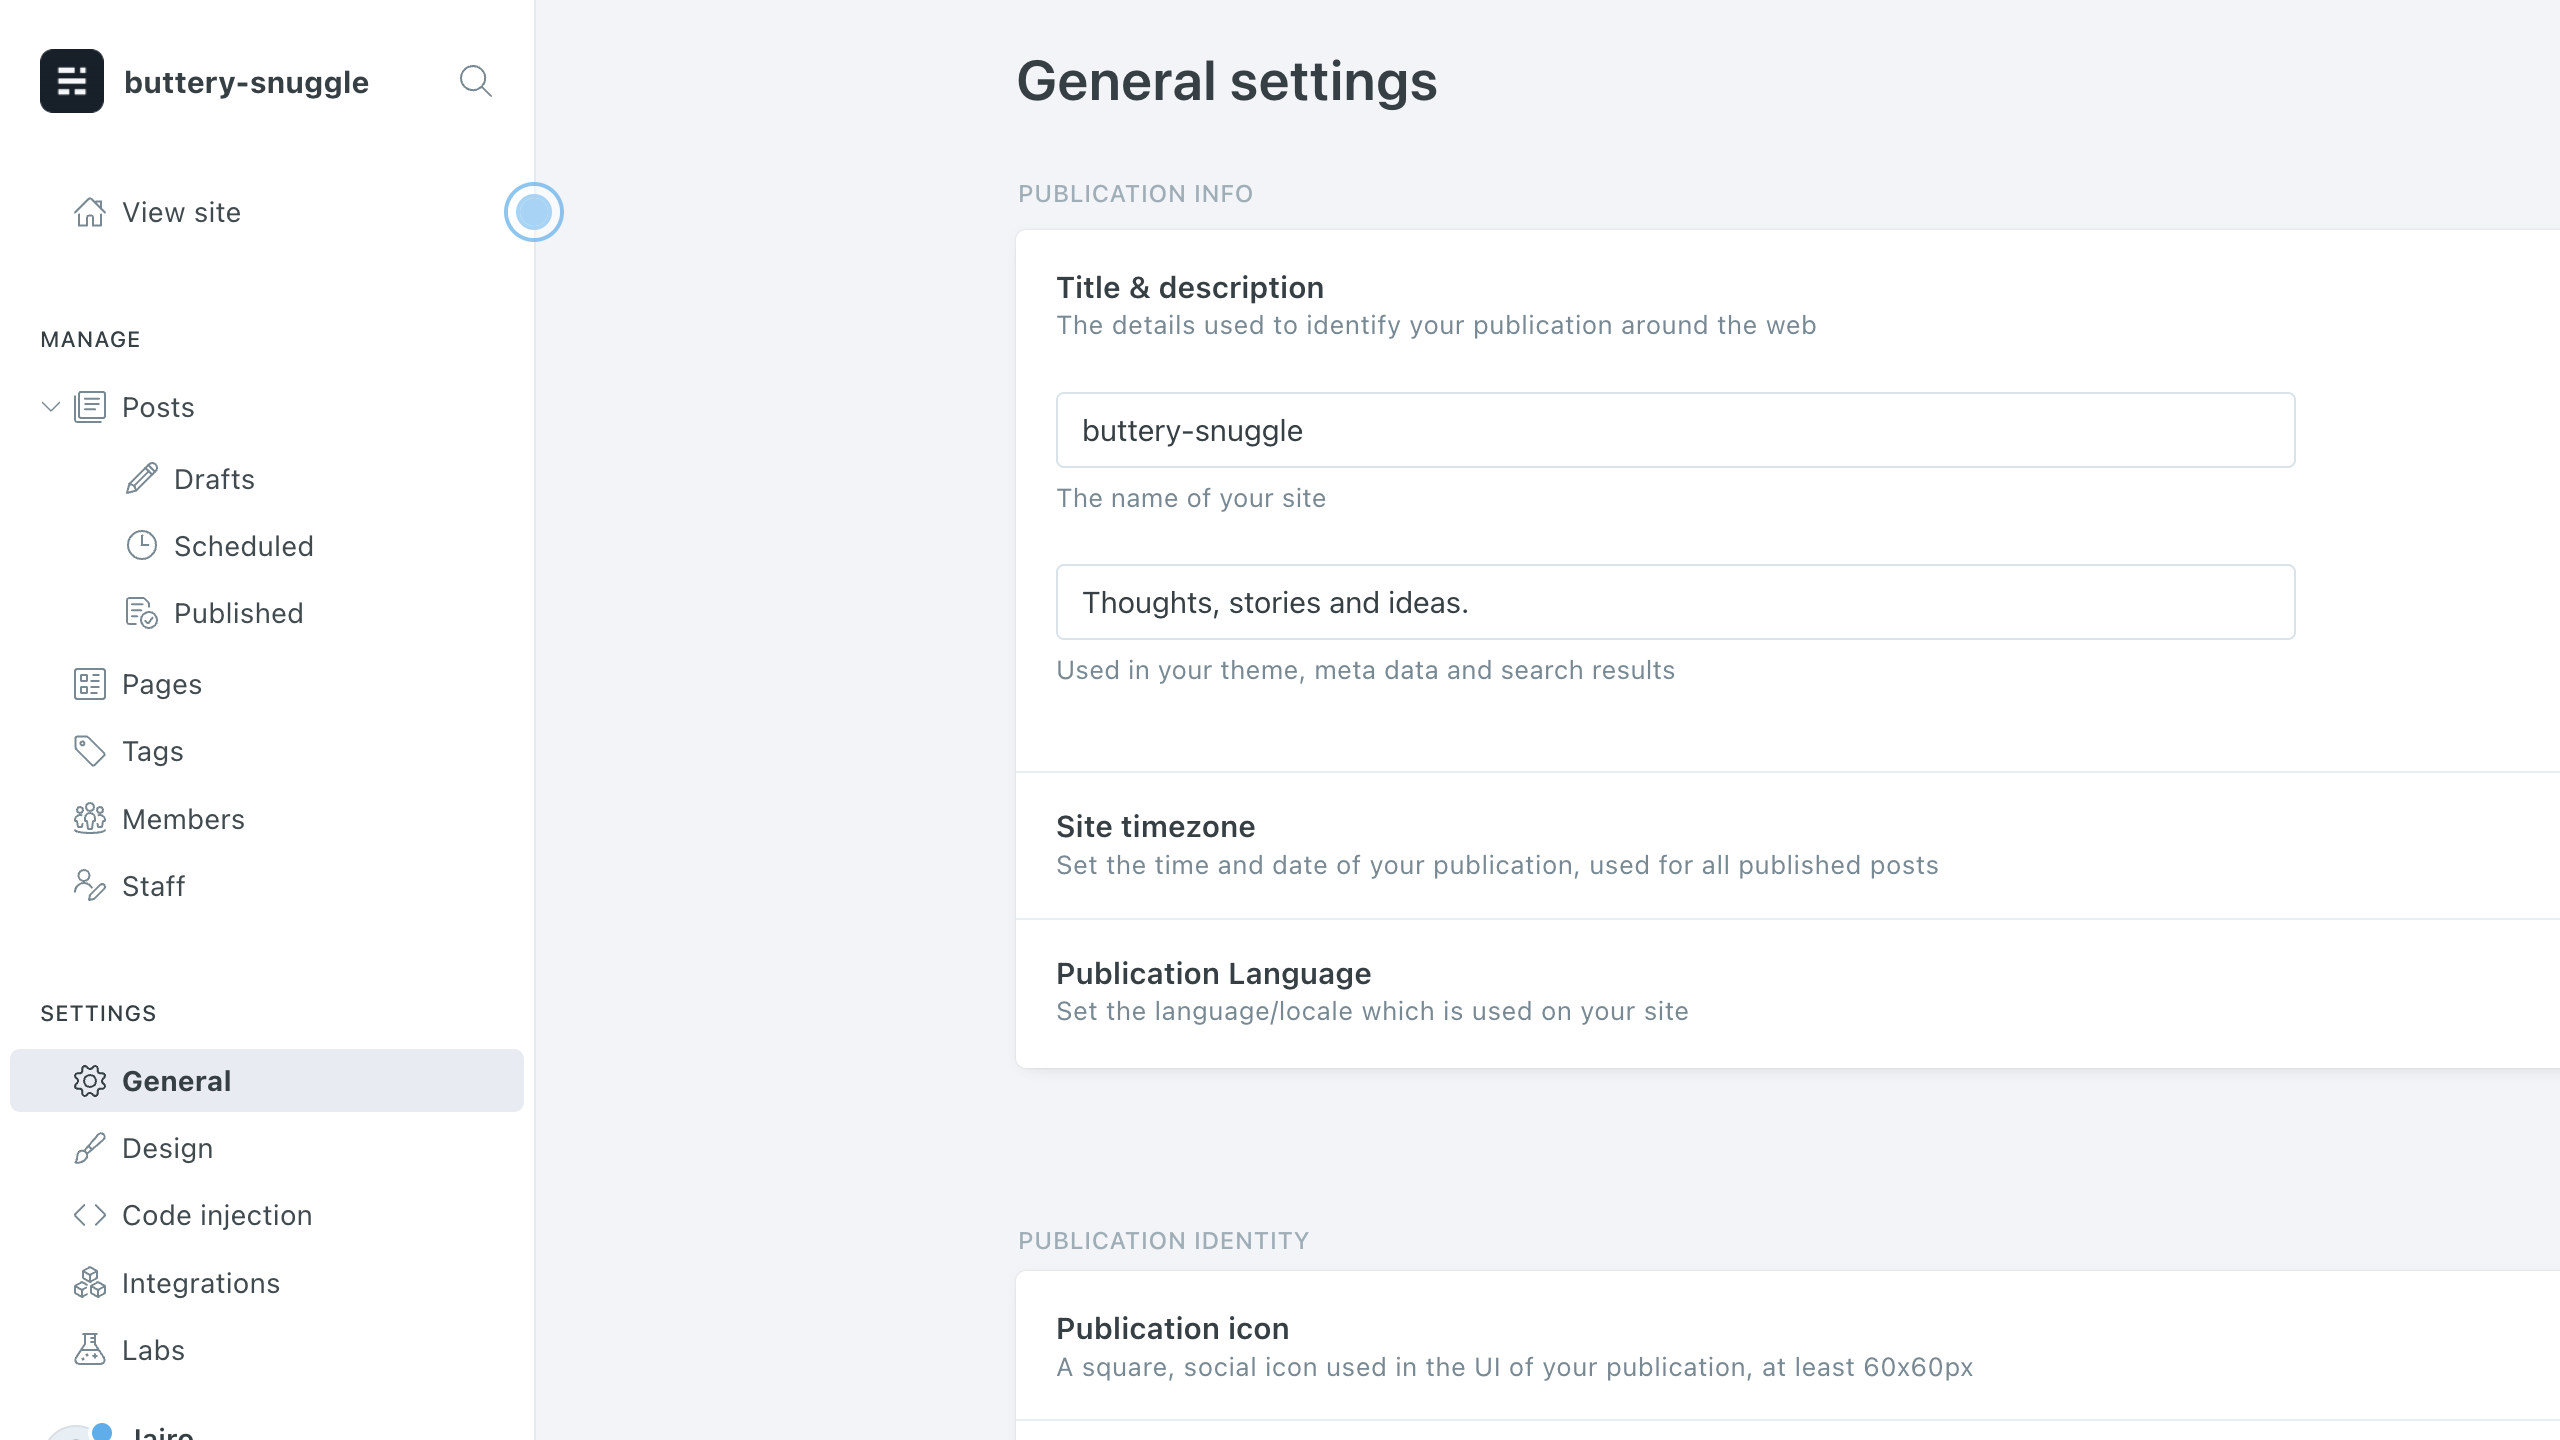 buttery-snuggle
View site
MANAGE
Posts
Drafts
Scheduled
Published
Pages
Tags
Members
Staff
SETTINGS
General
Design
Code injection
Integrations
Labs
Jairo
General settings
PUBLICATION INFO
Title & description
The details used to identify your publication around the web
buttery-snuggle
The name of your site
Thoughts, stories and ideas.
Used in your theme, meta data and search results
Site timezone
Set the time and date of your publication, used for all published posts
Publication Language
Set the language/locale which is used on your site
PUBLICATION IDENTITY
Publication icon
A square, social icon used in the UI of your publication, at least 60x60px